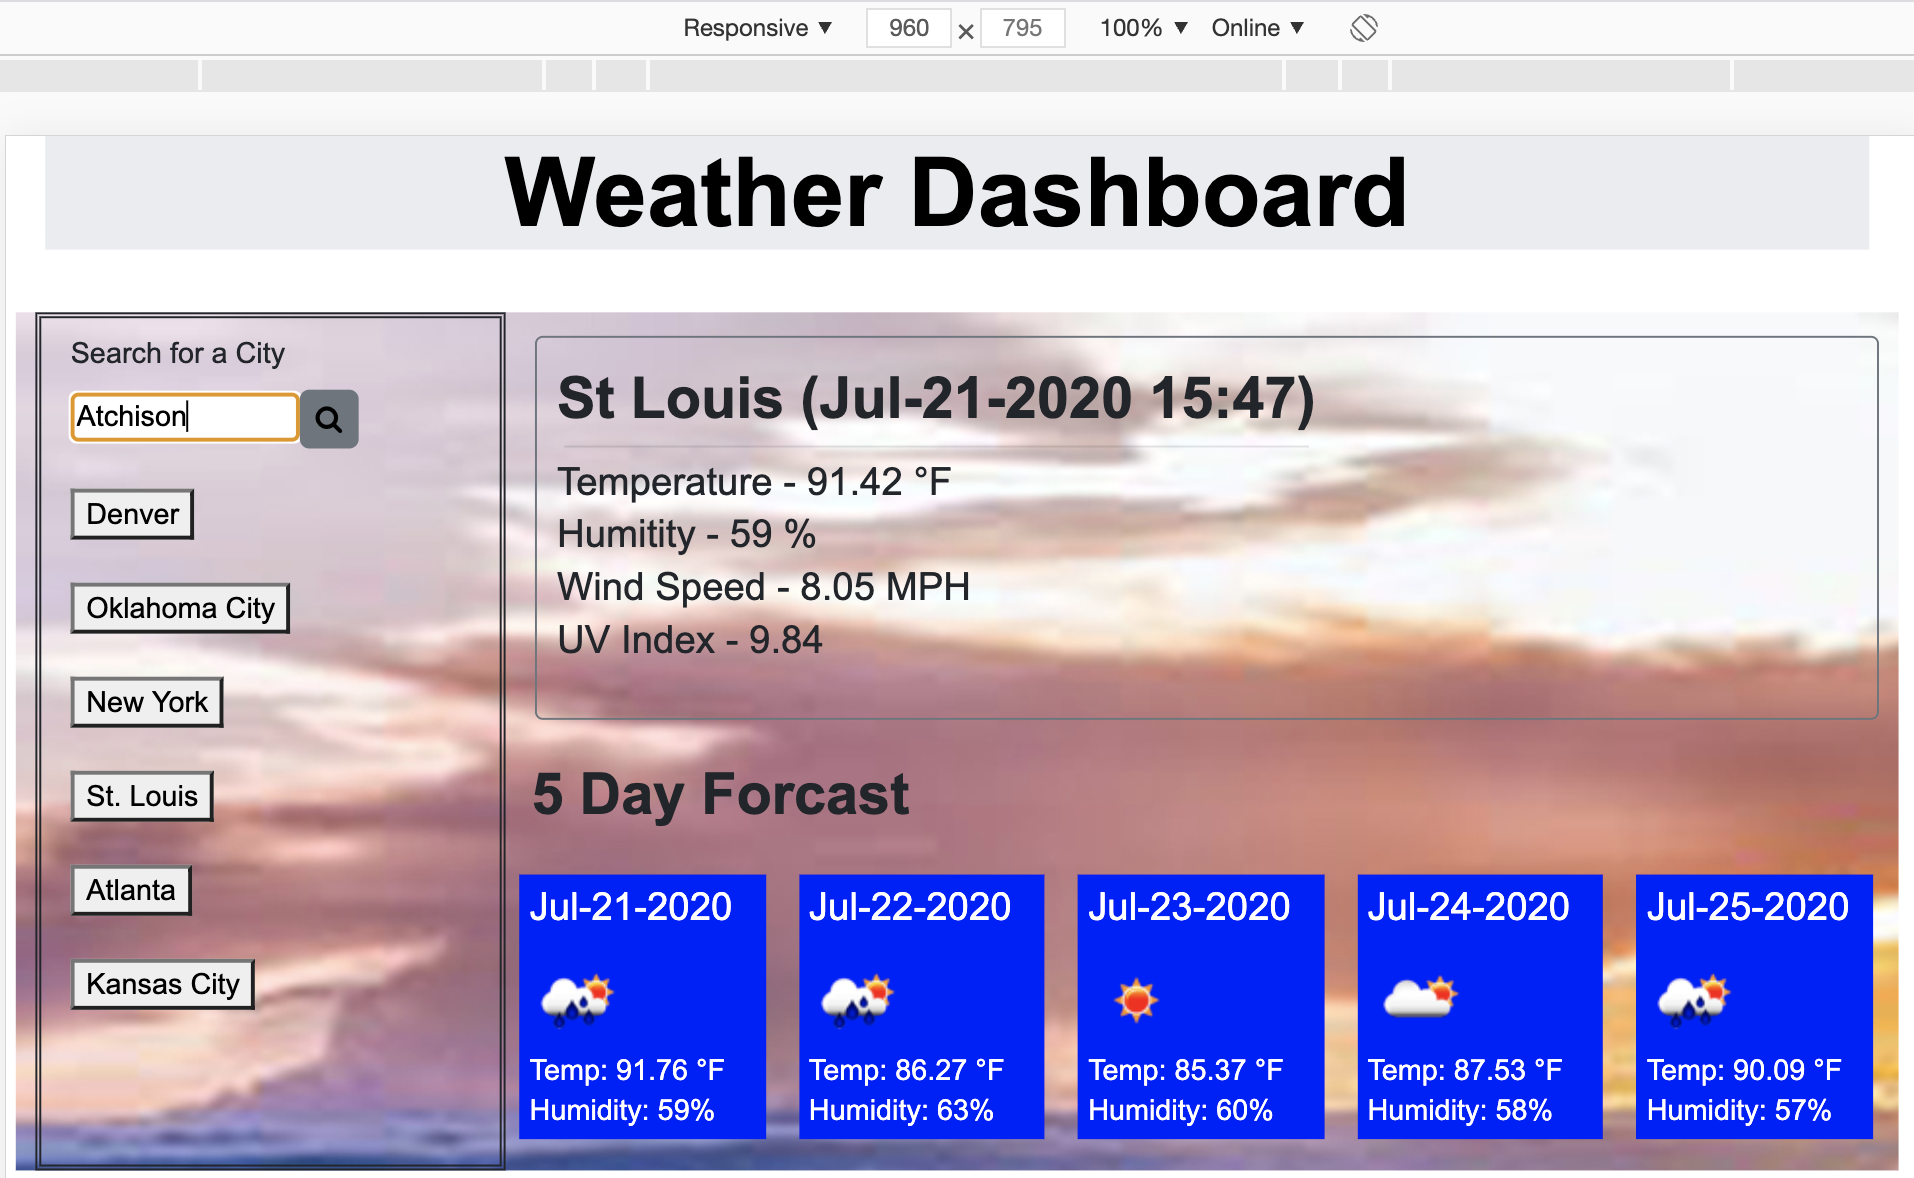 Responsive ▼ 960 × 795 100% ▼ Online ▼
Weather Dashboard
Search for a City
Atchison
Denver
Oklahoma City
New York
St. Louis
Atlanta
Kansas City
St Louis (Jul-21-2020 15:47)
Temperature - 91.42 °F
Humitity - 59 %
Wind Speed - 8.05 MPH
UV Index - 9.84
5 Day Forcast
Jul-21-2020
Temp: 91.76 °F
Humidity: 59%
Jul-22-2020
Temp: 86.27 °F
Humidity: 63%
Jul-23-2020
Temp: 85.37 °F
Humidity: 60%
Jul-24-2020
Temp: 87.53 °F
Humidity: 58%
Jul-25-2020
Temp: 90.09 °F
Humidity: 57%